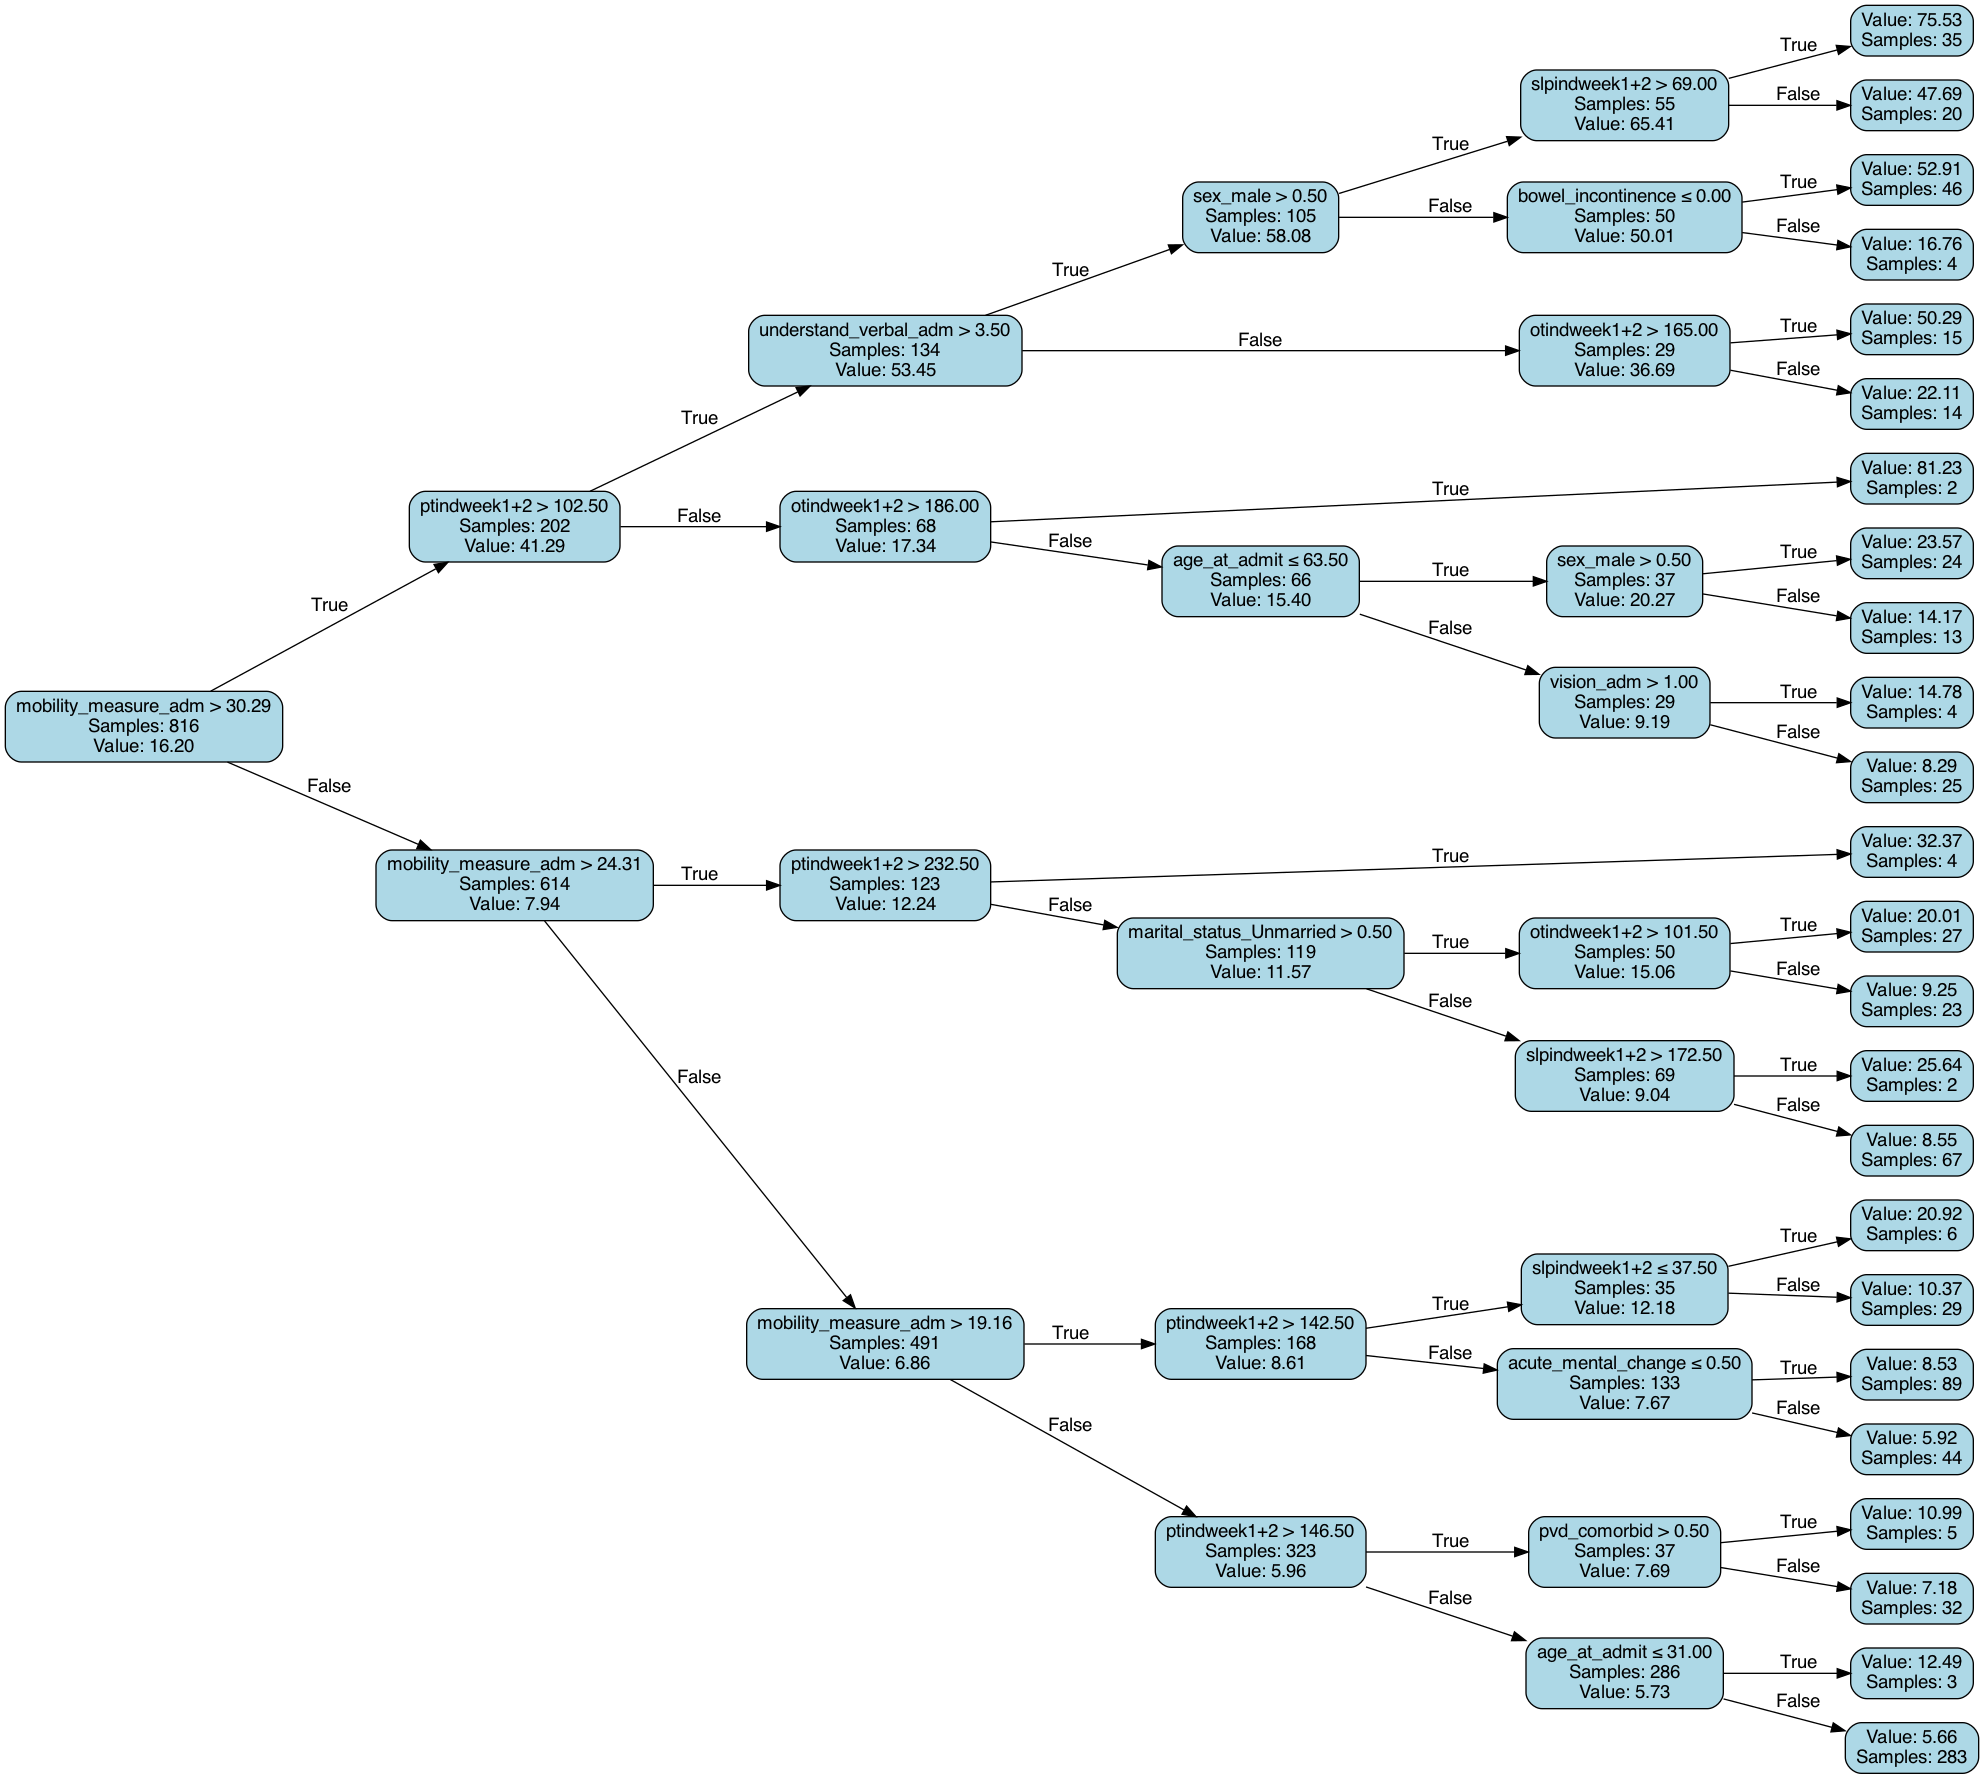 Value: 75.53
Samples: 35
True
slpindweek1+2 > 69.00
Samples: 55
Value: 65.41
False
Value: 47.69
Samples: 20
True
sex_male > 0.50
Samples: 105
Value: 58.08
False
bowel_incontinence ≤ 0.00
Samples: 50
Value: 50.01
True
Value: 52.91
Samples: 46
False
Value: 16.76
Samples: 4
True
understand_verbal_adm > 3.50
Samples: 134
Value: 53.45
False
otindweek1+2 > 165.00
Samples: 29
Value: 36.69
True
Value: 50.29
Samples: 15
False
Value: 22.11
Samples: 14
True
ptindweek1+2 > 102.50
Samples: 202
Value: 41.29
False
otindweek1+2 > 186.00
Samples: 68
Value: 17.34
True
Value: 81.23
Samples: 2
False
age_at_admit ≤ 63.50
Samples: 66
Value: 15.40
True
sex_male > 0.50
Samples: 37
Value: 20.27
True
Value: 23.57
Samples: 24
False
Value: 14.17
Samples: 13
False
vision_adm > 1.00
Samples: 29
Value: 9.19
True
Value: 14.78
Samples: 4
False
Value: 8.29
Samples: 25
True
mobility_measure_adm > 30.29
Samples: 816
Value: 16.20
False
mobility_measure_adm > 24.31
Samples: 614
Value: 7.94
True
ptindweek1+2 > 232.50
Samples: 123
Value: 12.24
True
Value: 32.37
Samples: 4
False
marital_status_Unmarried > 0.50
Samples: 119
Value: 11.57
True
otindweek1+2 > 101.50
Samples: 50
Value: 15.06
True
Value: 20.01
Samples: 27
False
Value: 9.25
Samples: 23
False
slpindweek1+2 > 172.50
Samples: 69
Value: 9.04
True
Value: 25.64
Samples: 2
False
Value: 8.55
Samples: 67
False
mobility_measure_adm > 19.16
Samples: 491
Value: 6.86
True
ptindweek1+2 > 142.50
Samples: 168
Value: 8.61
True
slpindweek1+2 ≤ 37.50
Samples: 35
Value: 12.18
True
Value: 20.92
Samples: 6
False
Value: 10.37
Samples: 29
False
acute_mental_change ≤ 0.50
Samples: 133
Value: 7.67
True
Value: 8.53
Samples: 89
False
Value: 5.92
Samples: 44
False
ptindweek1+2 > 146.50
Samples: 323
Value: 5.96
True
pvd_comorbid > 0.50
Samples: 37
Value: 7.69
True
Value: 10.99
Samples: 5
False
Value: 7.18
Samples: 32
False
age_at_admit ≤ 31.00
Samples: 286
Value: 5.73
True
Value: 12.49
Samples: 3
False
Value: 5.66
Samples: 283